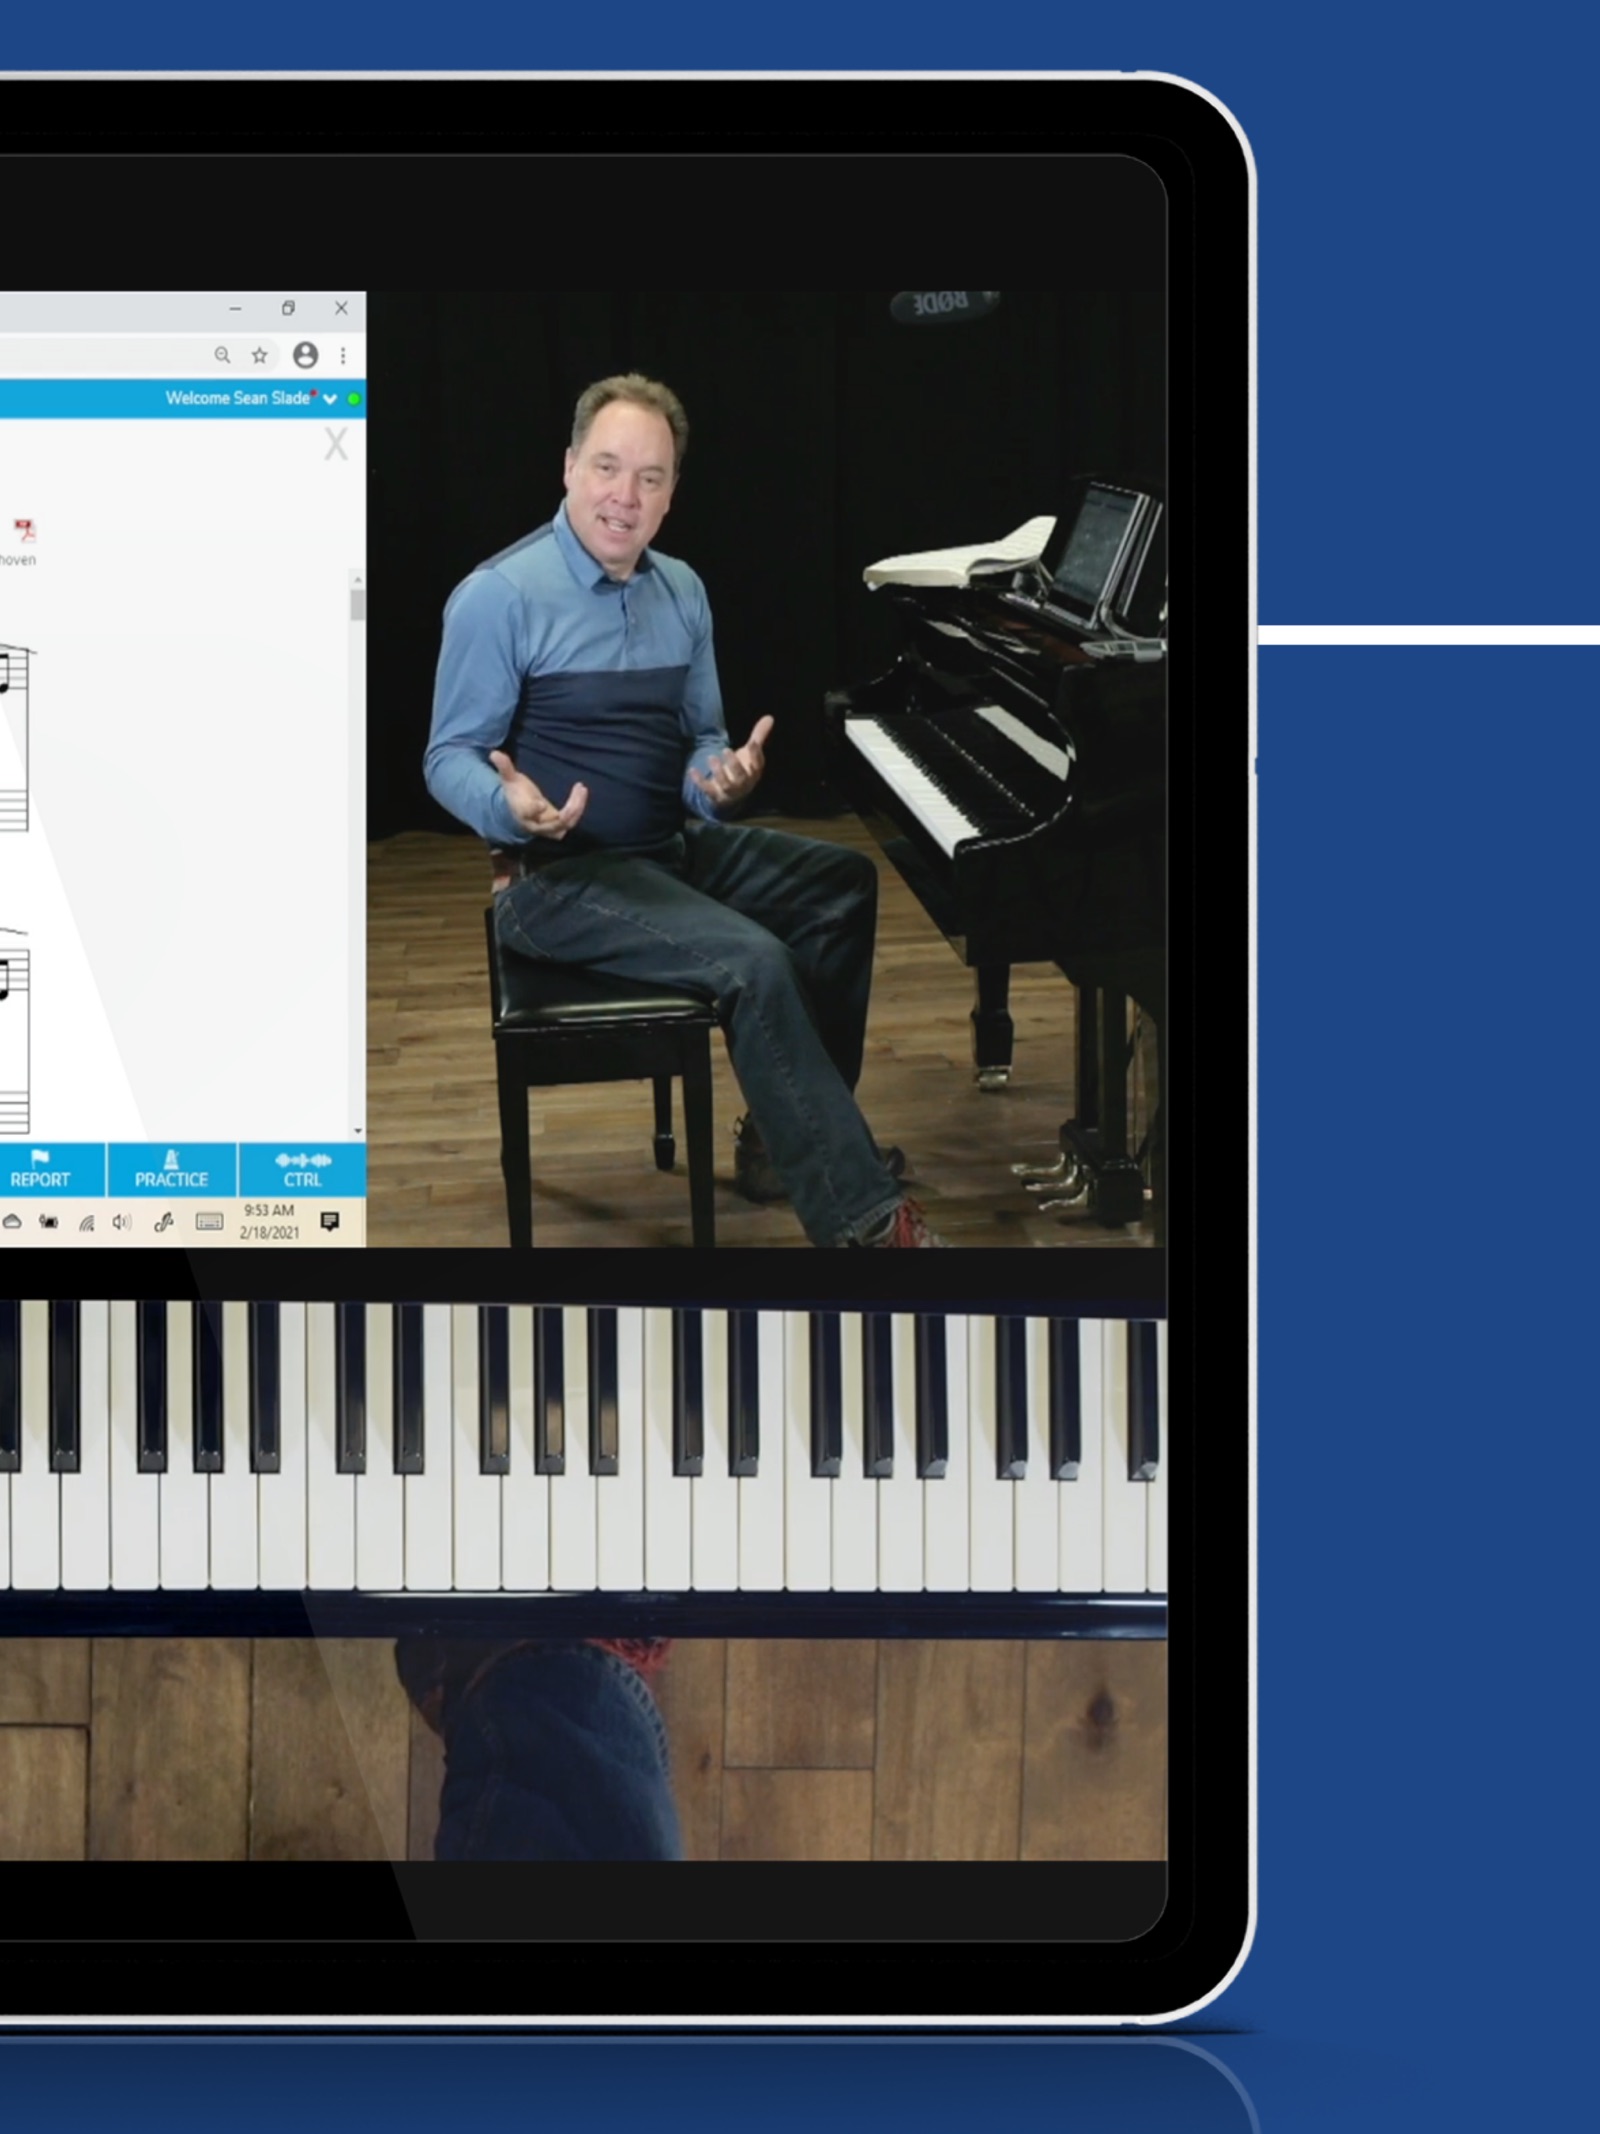 RØDE
Welcome Sean Slade
X
hoven
REPORT
PRACTICE
CTRL
9:53 AM
2/18/2021